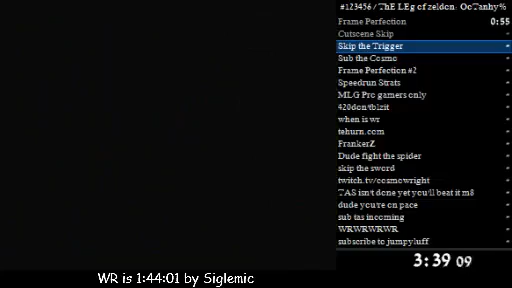 #123456 / ThE LEg of zeldon: OoTanhy%
Frame Perfection 0:55
Cutscene Skip -
Skip the Trigger -
Sub the Cosmo -
Frame Perfection #2 -
Speedrun Strats -
MLG Pro gamers only -
420don'tblzit -
when is wr -
tehurn.com -
FrankerZ -
Dude fight the spider -
skip the sword -
twitch.tv/cosmowright -
TAS isn't done yet you'll beat it m8 -
dude you're on pace -
sub tas incoming -
WRWRWRWR -
subscribe to jumpyluff -
3:39 09
WR is 1:44:01 by Siglemic